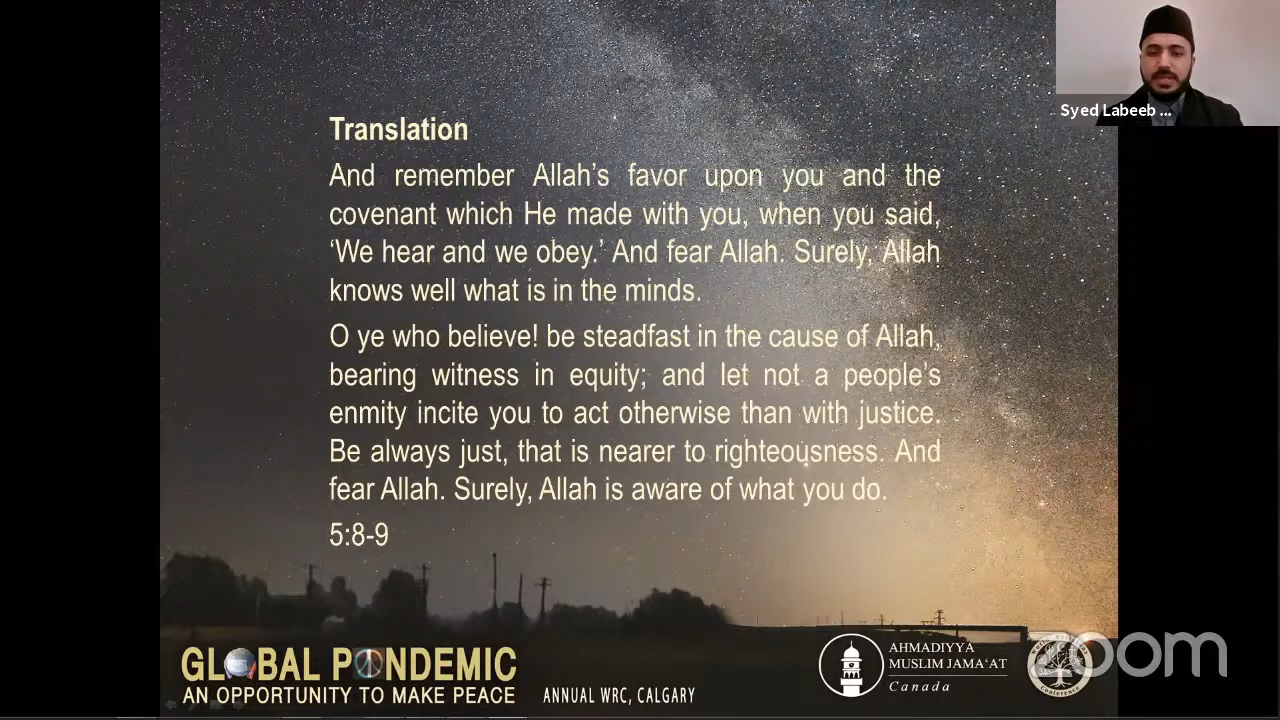 Translation
And remember Allah's favor upon you and the
covenant which He made with you, when you said,
‘We hear and we obey.’ And fear Allah. Surely, Allah
knows well what is in the minds.
O ye who believe! be steadfast in the cause of Allah,
bearing witness in equity; and let not a people's
enmity incite you to act otherwise than with justice.
Be always just, that is nearer to righteousness. And
fear Allah. Surely, Allah is aware of what you do.
5:8-9
Syed Labeeb ...
GLOBAL PANDEMIC
AN OPPORTUNITY TO MAKE PEACE
ANNUAL WRC, CALGARY
AHMADIYYA
MUSLIM JAMA‘AT
Canada
conference
zoom